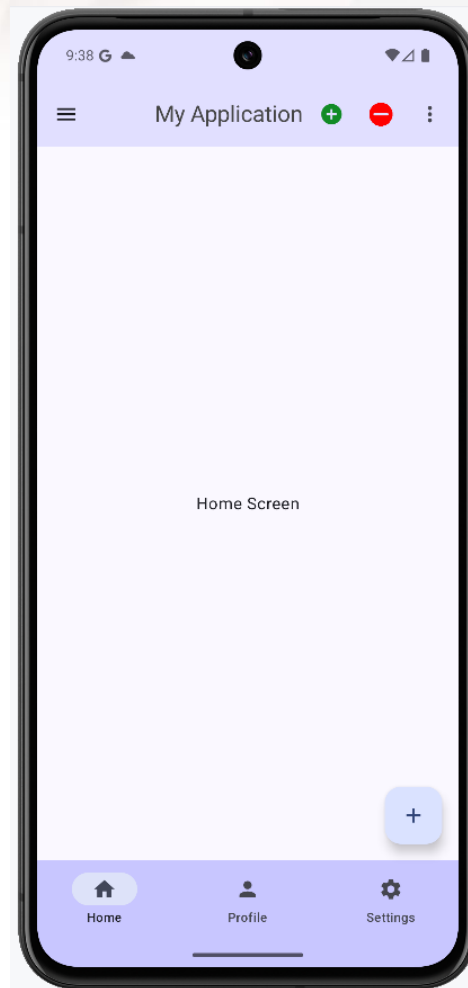 9:38 G
My Application
Home Screen
Home
Profile
Settings